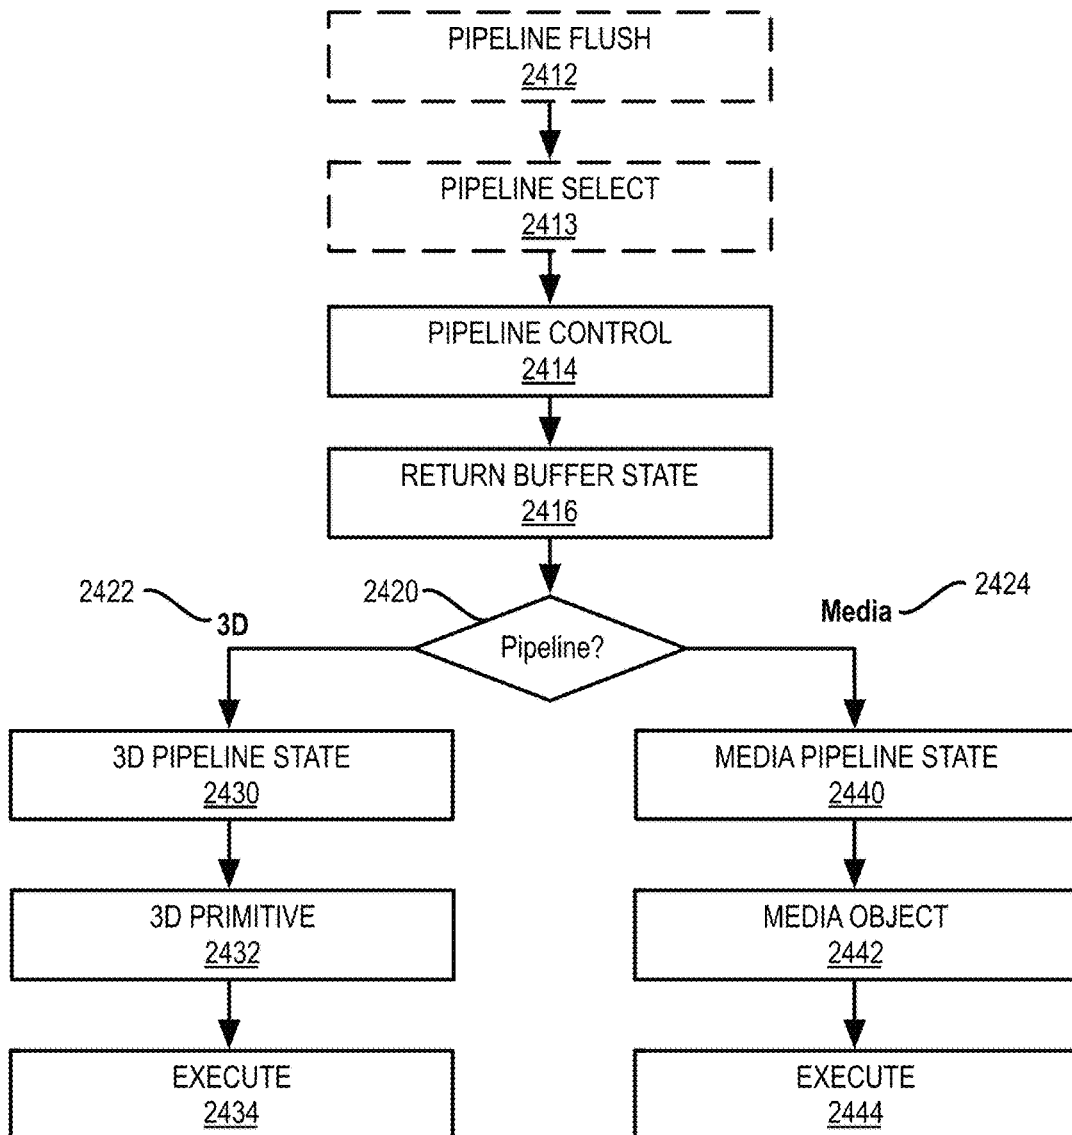 PIPELINE FLUSH
2412
PIPELINE SELECT
2413
PIPELINE CONTROL
2414
RETURN BUFFER STATE
2416
2422
3D
2420
Pipeline?
Media
2424
3D PIPELINE STATE
2430
MEDIA PIPELINE STATE
2440
3D PRIMITIVE
2432
MEDIA OBJECT
2442
EXECUTE
2434
EXECUTE
2444